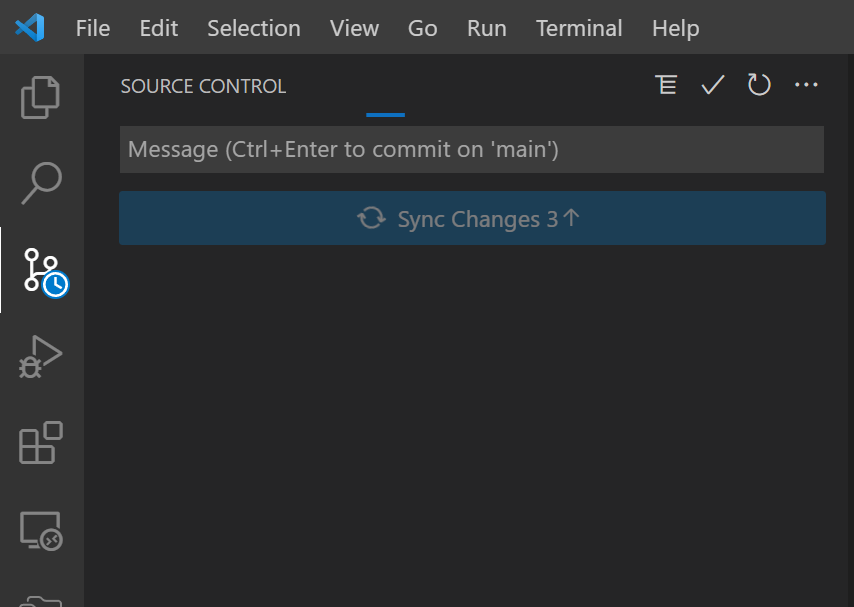 File Edit Selection View Go Run Terminal Help
SOURCE CONTROL
Message (Ctrl+Enter to commit on 'main')
Sync Changes 3↑